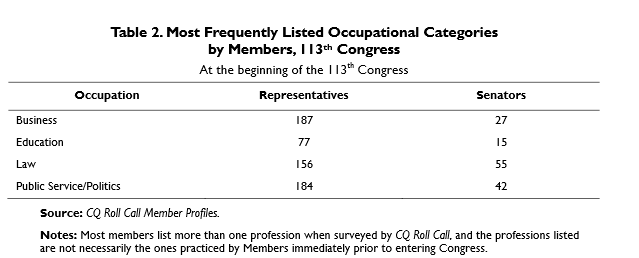 Table 2. Most Frequently Listed Occupational Categories
by Members, 113th Congress
At the beginning of the 113th Congress
Occupation Representatives Senators
Business 187 27
Education 77 15
Law 156 55
Public Service/Politics 184 42
Source: CQ Roll Call Member Profiles.
Notes: Most members list more than one profession when surveyed by CQ Roll Call, and the professions listed
are not necessarily the ones practiced by Members immediately prior to entering Congress.